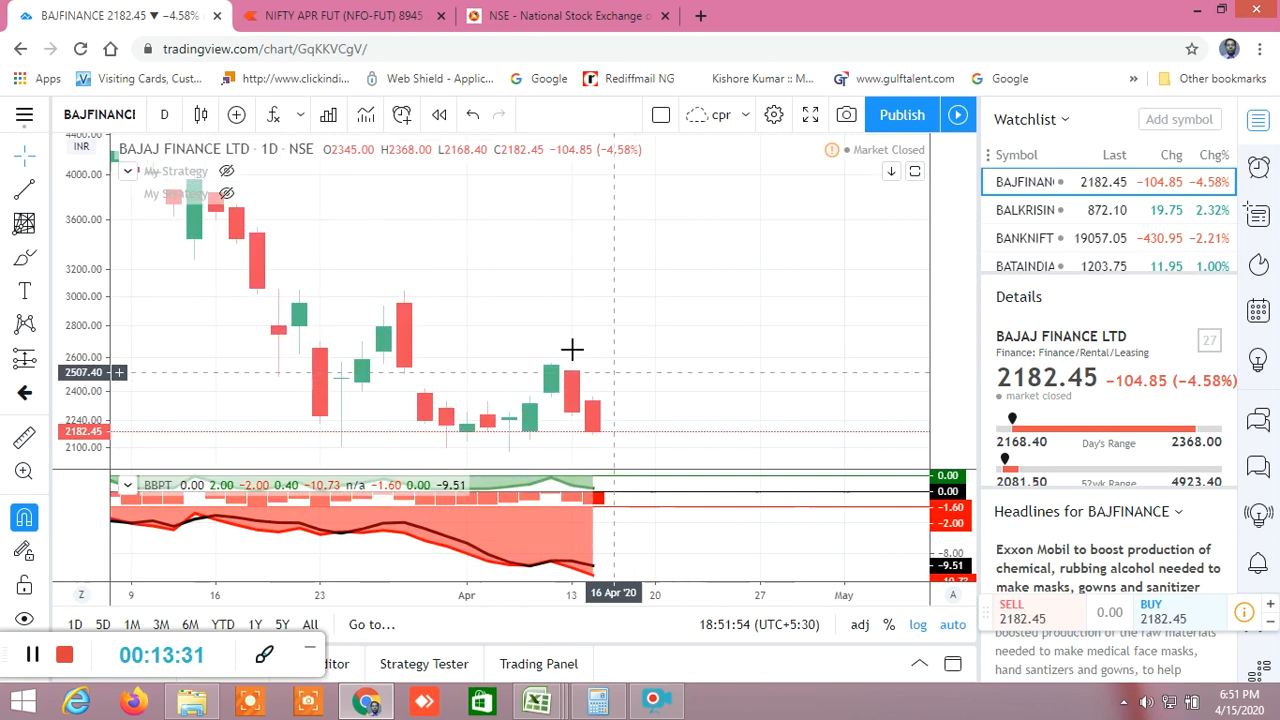 BAJFINANCE 2182.45 ▼ −4.58%
NIFTY APR FUT (NFO-FUT) 8945
NSE - National Stock Exchange o
tradingview.com/chart/GqKKVCgV/
Apps
Visiting Cards, Cust...
http://www.clickindi...
Web Shield - Applic...
Google
Rediffmail NG
Kishore Kumar :: M...
www.gulftalent.com
Google
»
Other bookmarks
BAJFINANCE
D
cpr
Publish
BAJAJ FINANCE LTD · 1D · NSE O2345.00 H2368.00 L2168.40 C2182.45 −104.85 (−4.58%)
Market Closed
My Strategy
My Strategy
INR
4400.00
4000.00
3600.00
3200.00
3000.00
2800.00
2600.00
2507.40
2400.00
2240.00
2182.45
2100.00
BBPT 0.00 2.00 −2.00 0.40 −10.73 n/a −1.60 0.00 −9.51
0.00
0.00
−1.60
−2.00
−8.00
−9.51
−10.73
Z
9
16
23
Apr
13
16 Apr '20
20
27
May
A
1D 5D 1M 3M 6M YTD 1Y 5Y All Go to...
18:51:54 (UTC+5:30) adj % log auto
00:13:31
ditor
Strategy Tester
Trading Panel
Watchlist
Add symbol
Symbol Last Chg Chg%
BAJFINAN 2182.45 −104.85 −4.58%
BALKRISIN 872.10 19.75 2.32%
BANKNIFT 19057.05 −430.95 −2.21%
BATAINDIA 1203.75 11.95 1.00%
Details
BAJAJ FINANCE LTD
27
Finance: Finance/Rental/Leasing
2182.45 −104.85 (−4.58%)
market closed
2168.40 Day's Range 2368.00
2081.50 52wk Range 4923.40
Headlines for BAJFINANCE
Exxon Mobil to boost production of
chemical, rubbing alcohol needed to
make masks, gowns and sanitizer
SELL
2182.45
0.00
BUY
2182.45
boosted production of the raw materials
needed to make medical face masks,
hand santizers and gowns, to help
6:51 PM
4/15/2020